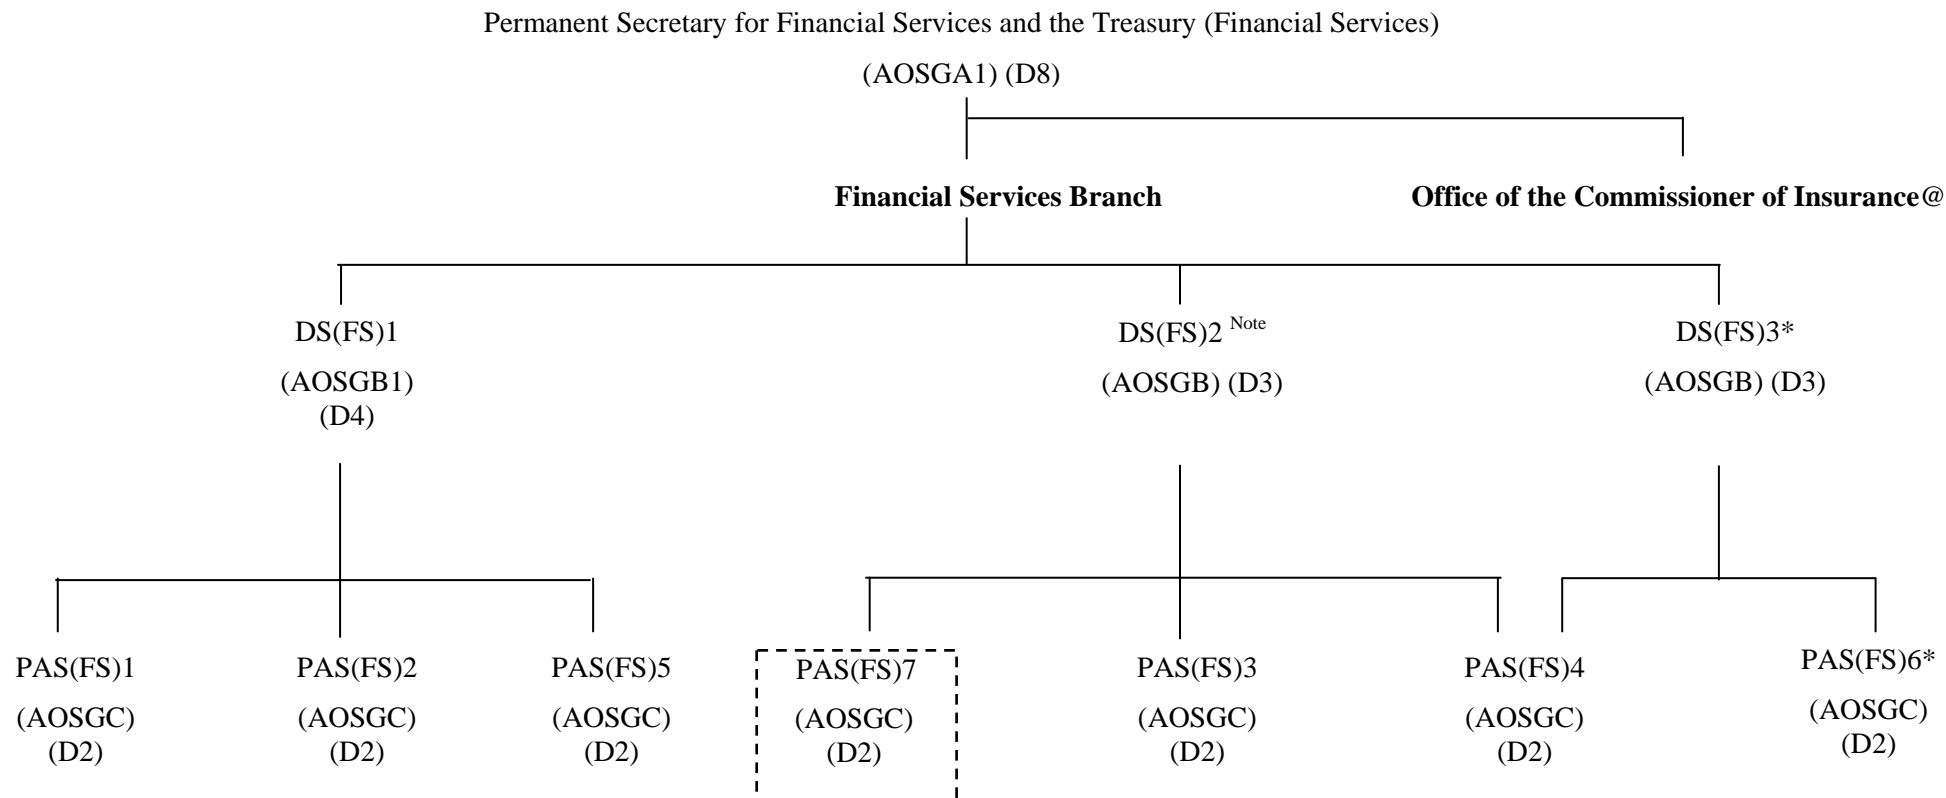 Permanent Secretary for Financial Services and the Treasury (Financial Services)
(AOSGA1) (D8)
Financial Services Branch
Office of the Commissioner of Insurance@
DS(FS)1
(AOSGB1)
(D4)
DS(FS)2 Note
(AOSGB) (D3)
DS(FS)3*
(AOSGB) (D3)
PAS(FS)1
(AOSGC)
(D2)
PAS(FS)2
(AOSGC)
(D2)
PAS(FS)5
(AOSGC)
(D2)
PAS(FS)7
(AOSGC)
(D2)
PAS(FS)3
(AOSGC)
(D2)
PAS(FS)4
(AOSGC)
(D2)
PAS(FS)6*
(AOSGC)
(D2)